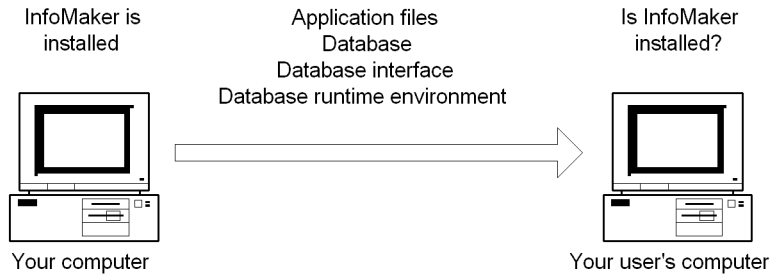 InfoMaker is
installed
Application files
Database
Database interface
Database runtime environment
Is InfoMaker
installed?
Your computer
Your user's computer